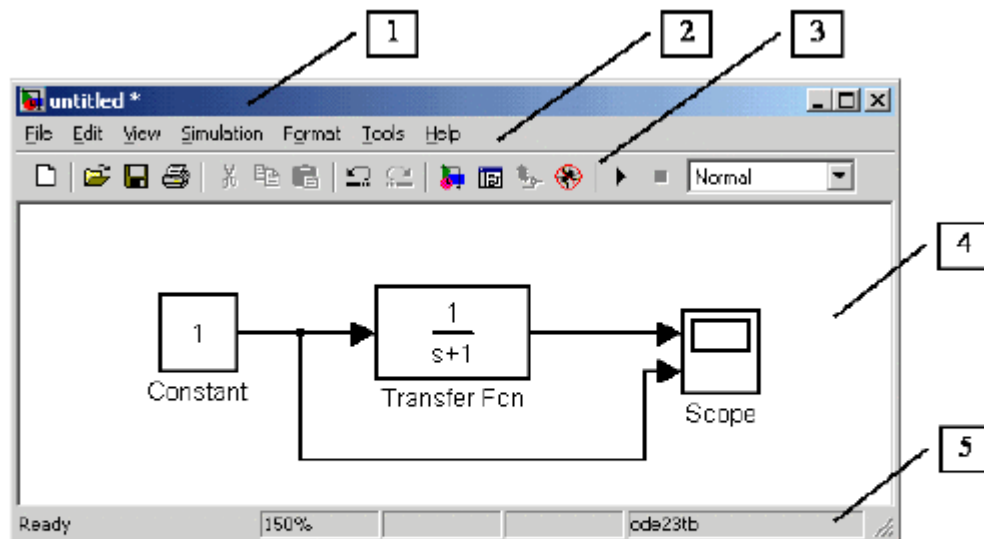 1
2
3
untitled *
File Edit View Simulation Format Tools Help
Normal
4
1
1
s+1
Constant
Transfer Fcn
Scope
5
Ready 150% ode23tb